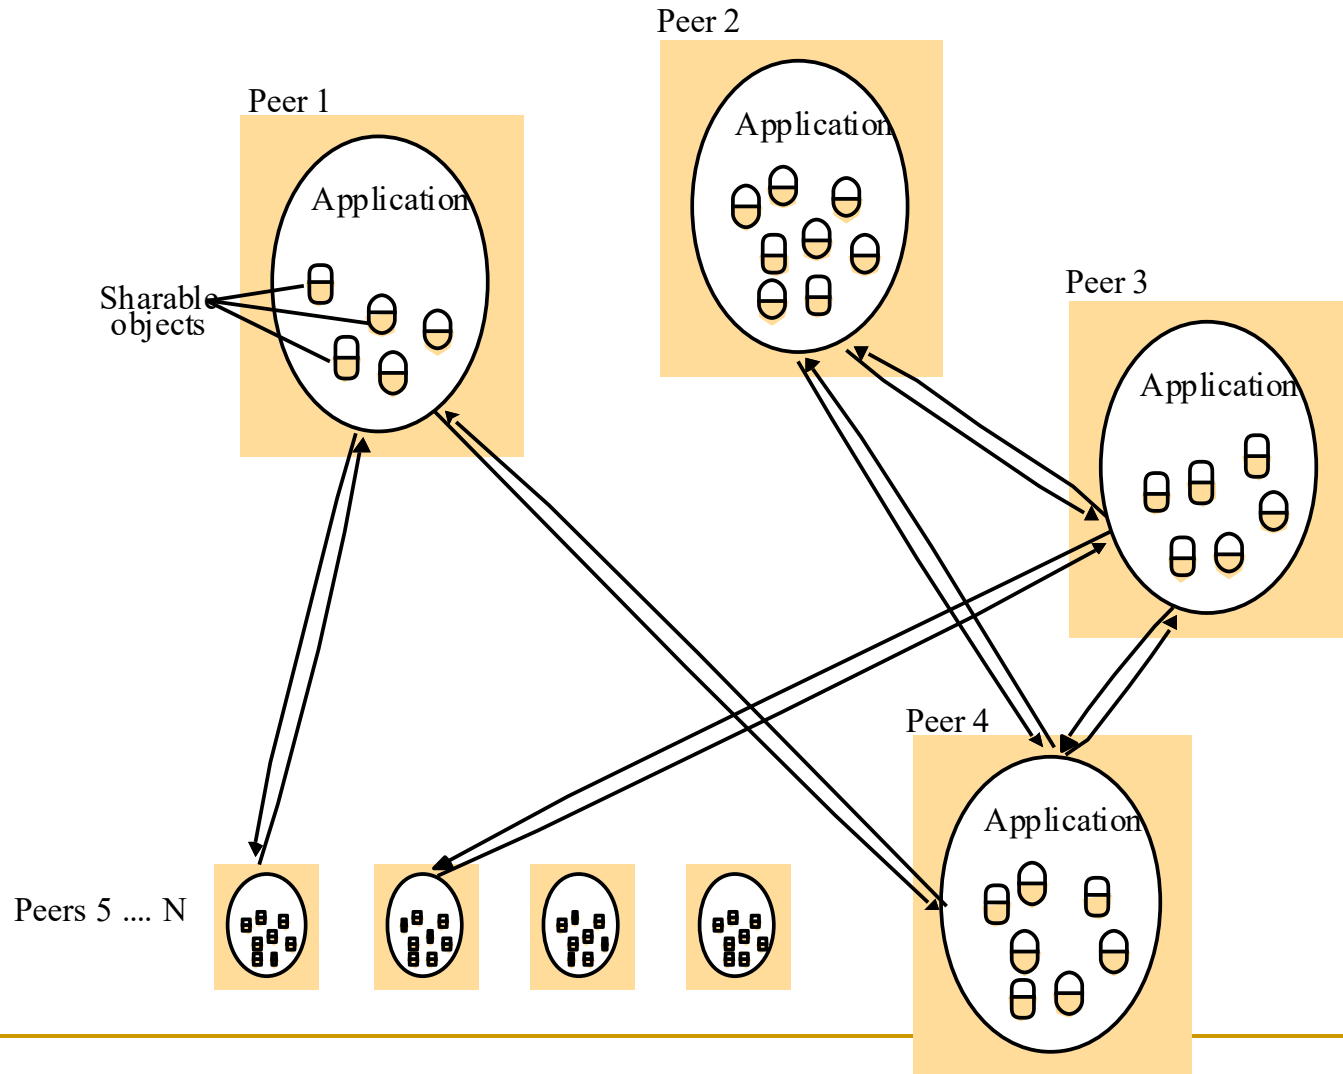 Peer 2
Application
Peer 1
Application
Sharable
objects
Peer 3
Application
Peer 4
Application
Peers 5 .... N